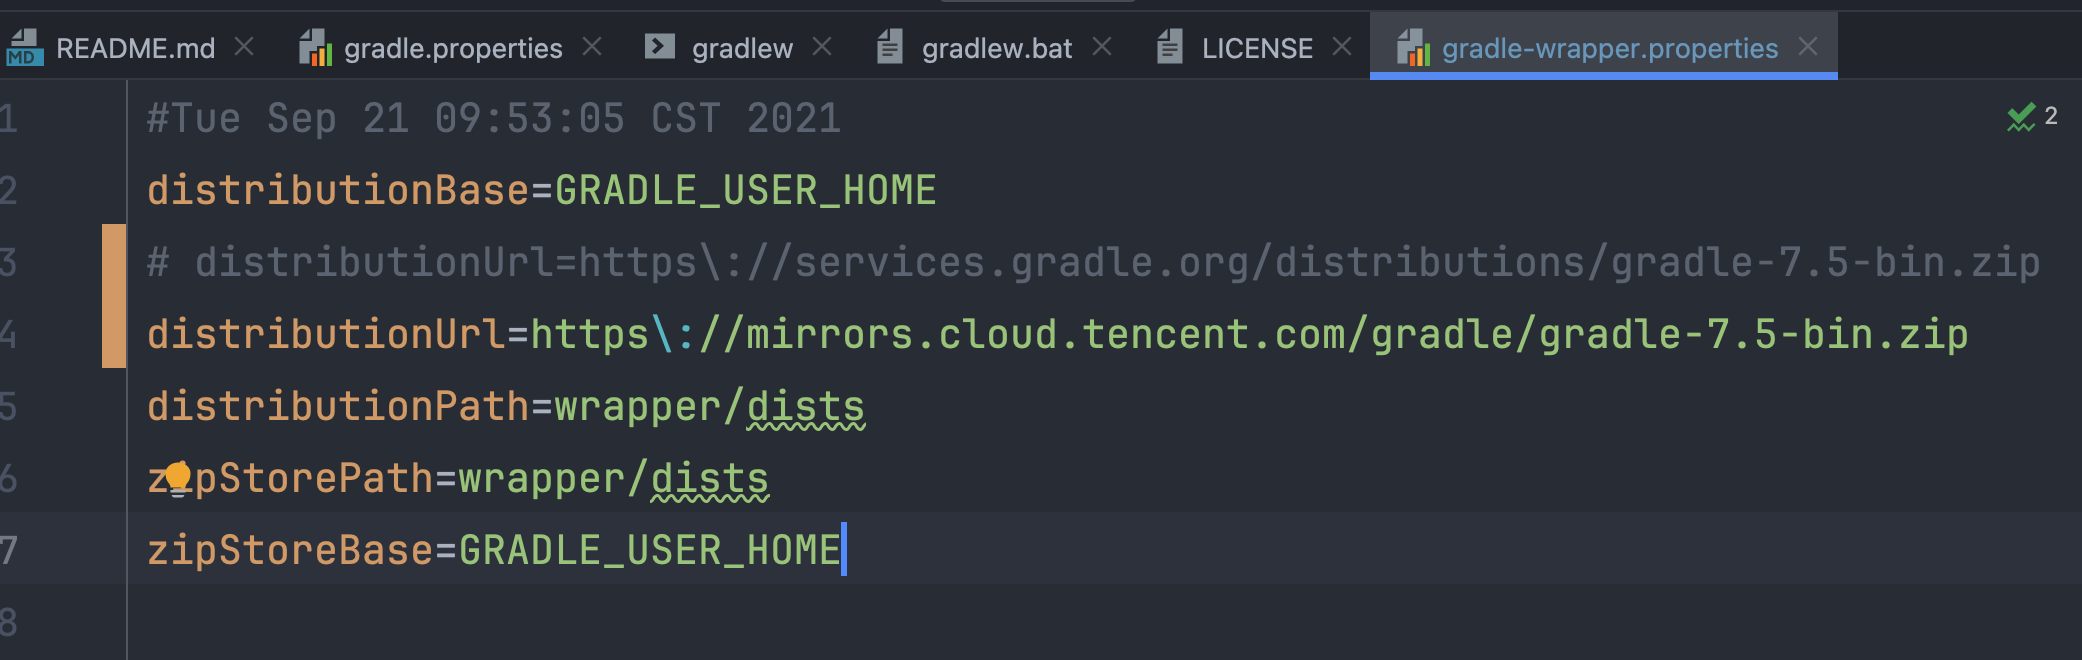 README.md gradle.properties gradlew gradlew.bat LICENSE gradle-wrapper.properties
1 #Tue Sep 21 09:53:05 CST 2021 2
2 distributionBase=GRADLE_USER_HOME
3 # distributionUrl=https\://services.gradle.org/distributions/gradle-7.5-bin.zip
4 distributionUrl=https\://mirrors.cloud.tencent.com/gradle/gradle-7.5-bin.zip
5 distributionPath=wrapper/dists
6 zipStorePath=wrapper/dists
7 zipStoreBase=GRADLE_USER_HOME
8